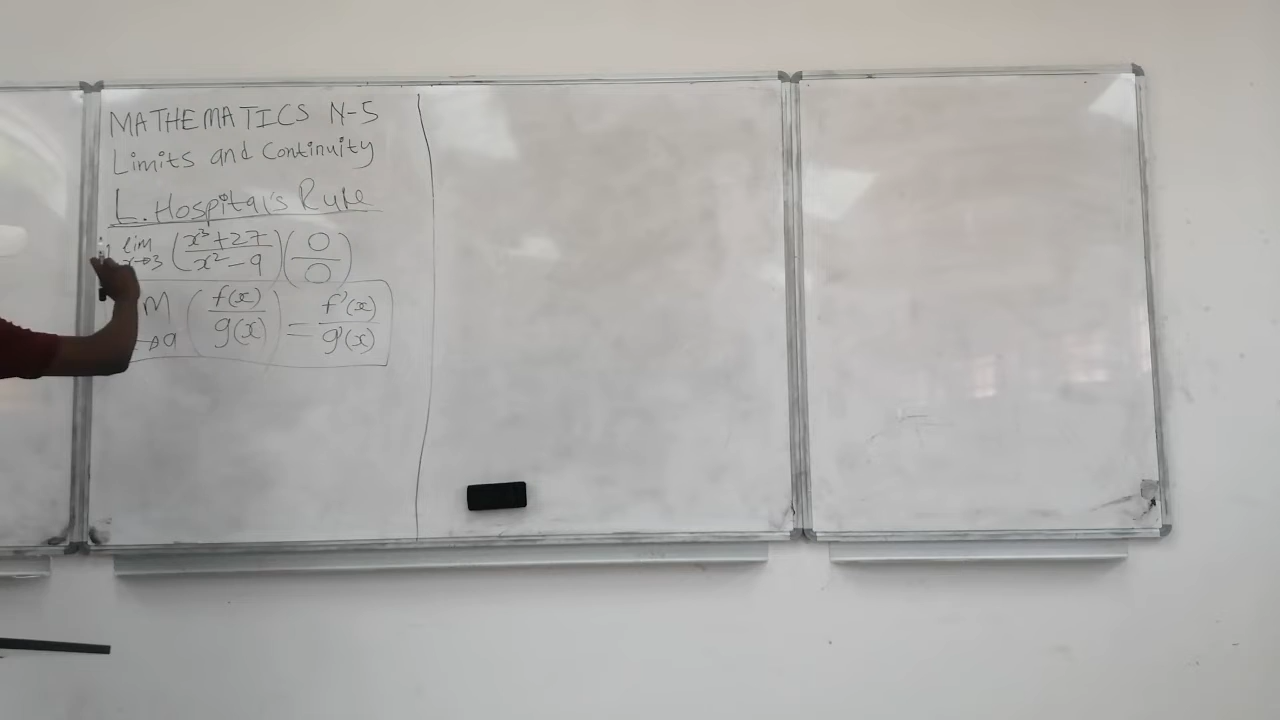 MATHEMATICS N-5
Limits and Continuity
L. Hospital's Rule
lim x→3 (x³+27 / x²-9) (0/0)
m →a (f(x) / g(x)) = f'(x) / g'(x)